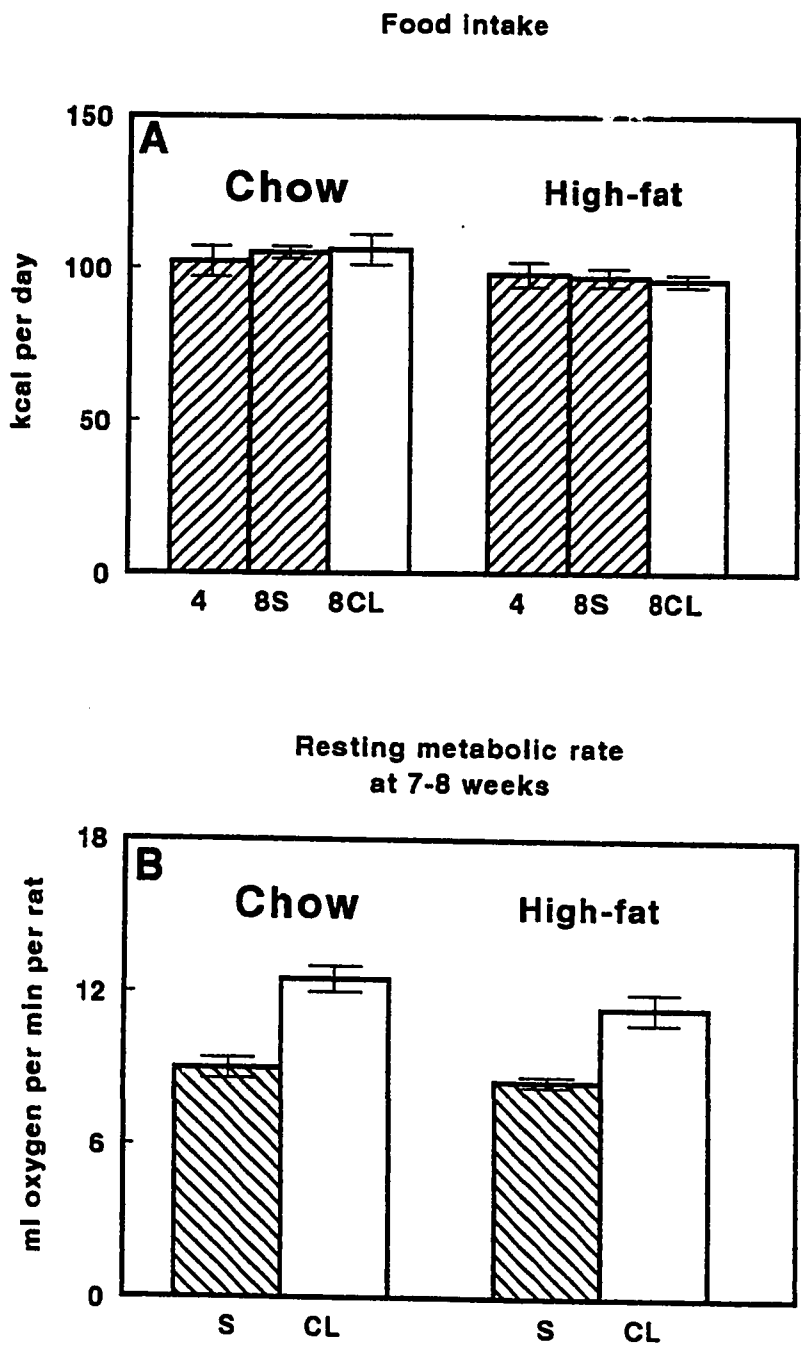 Food intake
150
A
Chow
High-fat
100
kcal per day
50
0
4 8S 8CL 4 8S 8CL
Resting metabolic rate
at 7-8 weeks
18
B
Chow
High-fat
12
ml oxygen per min per rat
6
0
S CL S CL